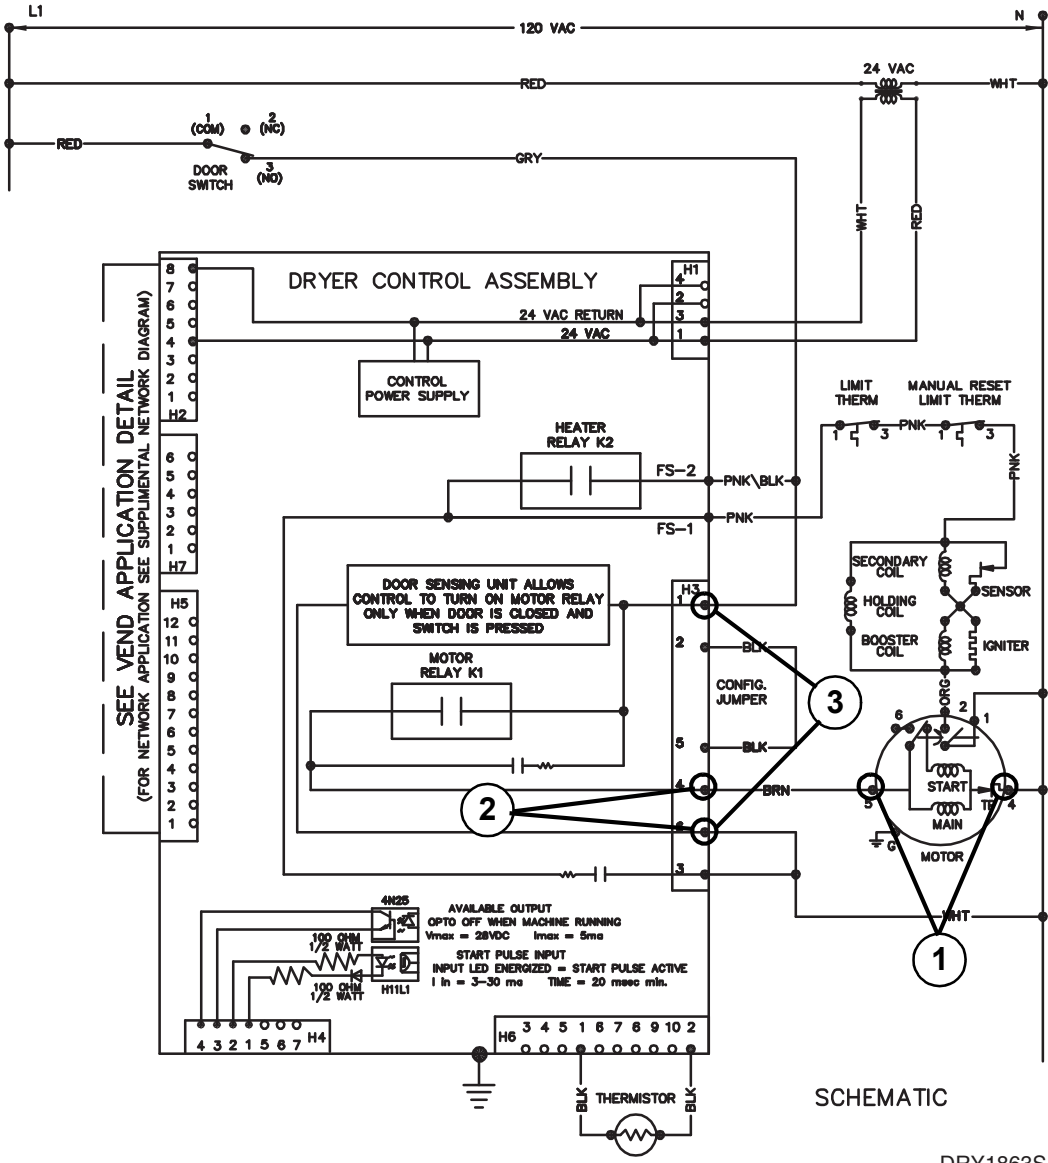 L1
N
120 VAC
24 VAC
RED
WHT
1
(COM)
2
(NC)
RED
GRY
DOOR
SWITCH
3
(NO)
WHT
RED
DRYER CONTROL ASSEMBLY
H1
4
2
3
1
24 VAC RETURN
24 VAC
8
7
6
5
4
3
2
1
H2
CONTROL
POWER SUPPLY
SEE VEND APPLICATION DETAIL
(FOR NETWORK APPLICATION SEE SUPPLIMENTAL NETWORK DIAGRAM)
LIMIT
THERM
MANUAL RESET
LIMIT THERM
1
3
PNK
1
3
PNK
HEATER
RELAY K2
FS-2
PNK\BLK
PNK
FS-1
6
5
4
3
2
1
H7
SECONDARY
COIL
SENSOR
HOLDING
COIL
BOOSTER
COIL
IGNITER
DOOR SENSING UNIT ALLOWS
CONTROL TO TURN ON MOTOR RELAY
ONLY WHEN DOOR IS CLOSED AND
SWITCH IS PRESSED
H3
1
2
BLK
H5
12
11
10
9
8
7
6
5
4
3
2
1
MOTOR
RELAY K1
CONFIG.
JUMPER
3
ORG
6
2
1
5
BLK
4
BRN
START
MAIN
5
4
G
MOTOR
2
6
3
WHT
1
4N25
AVAILABLE OUTPUT
OPTO OFF WHEN MACHINE RUNNING
Vmax = 28VDC Imax = 5ma
100 OHM
1/2 WATT
START PULSE INPUT
INPUT LED ENERGIZED = START PULSE ACTIVE
I in = 3-30 ma TIME = 20 msec min.
H11L1
100 OHM
1/2 WATT
4 3 2 1 5 6 7
H4
H6
3 4 5 1 6 7 8 9 10 2
BLK
THERMISTOR
BLK
SCHEMATIC